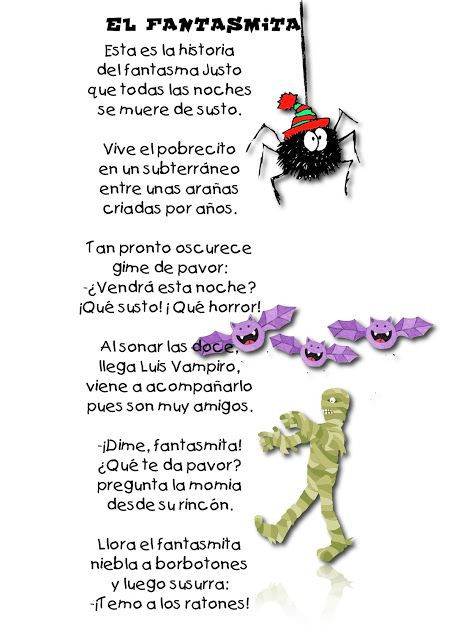 EL FANTASMITA
Esta es la historia
del fantasma Justo
que todas las noches
se muere de susto.
Vive el pobrecito
en un subterráneo
entre unas arañas
criadas por años.
Tan pronto oscurece
gime de pavor:
-¿Vendrá esta noche?
¡Qué susto! ¡Qué horror!
Al sonar las doce,
llega Luis Vampiro,
viene a acompañarlo
pues son muy amigos.
-¡Dime, fantasmita!
¿Qué te da pavor?
pregunta la momia
desde su rincón.
Llora el fantasmita
niebla a borbotones
y luego susurra:
-¡Temo a los ratones!